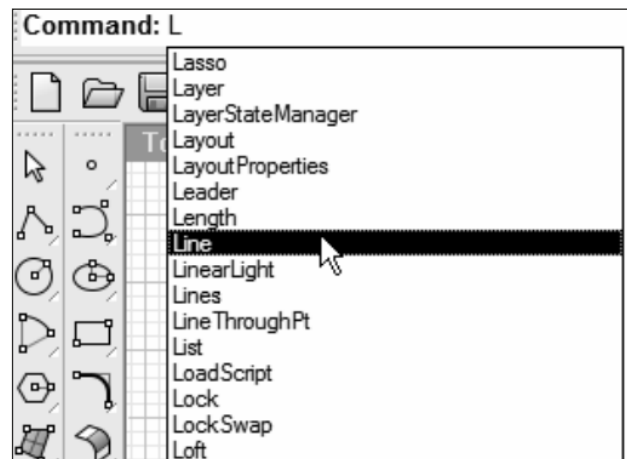 Command: L
Lasso
Layer
LayerStateManager
Layout
LayoutProperties
Leader
Length
Line
LinearLight
Lines
LineThroughPt
List
LoadScript
Lock
LockSwap
Loft